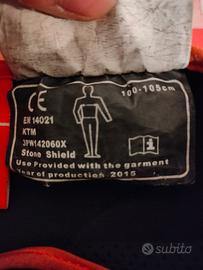 CE
100-105cm
EN 14021
KTM
3PW142060X
Stone Shield
Use Provided with the garment
Year of production 2015
subito